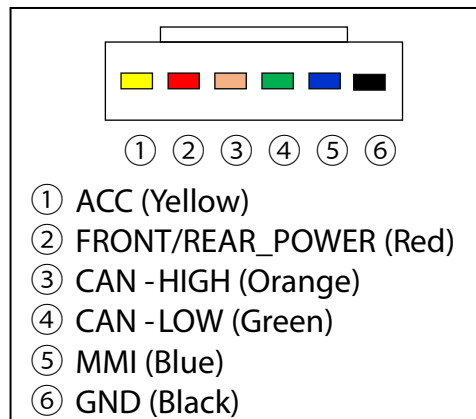 ① ② ③ ④ ⑤ ⑥
① ACC (Yellow)
② FRONT/REAR_POWER (Red)
③ CAN -HIGH (Orange)
④ CAN -LOW (Green)
⑤ MMI (Blue)
⑥ GND (Black)